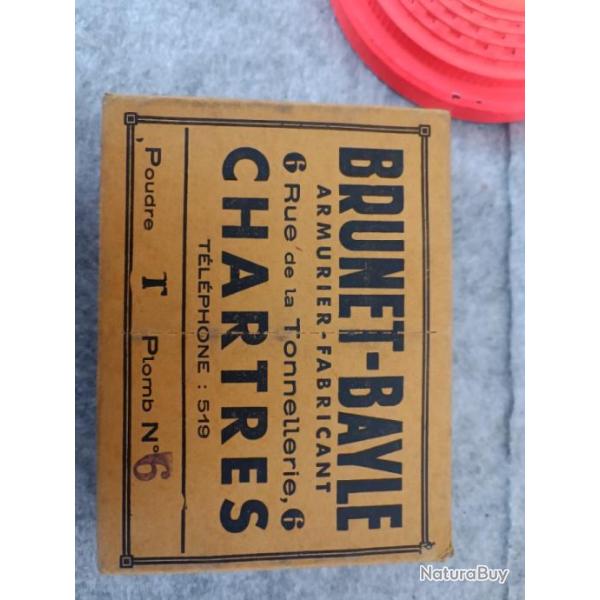 BRUNET-BAYLE
ARMURIER-FABRICANT
6 Rue de la Tonnellerie, 6
CHARTRES
TÉLÉPHONE : 519
Poudre T Plomb N° 6
NaturaBuy